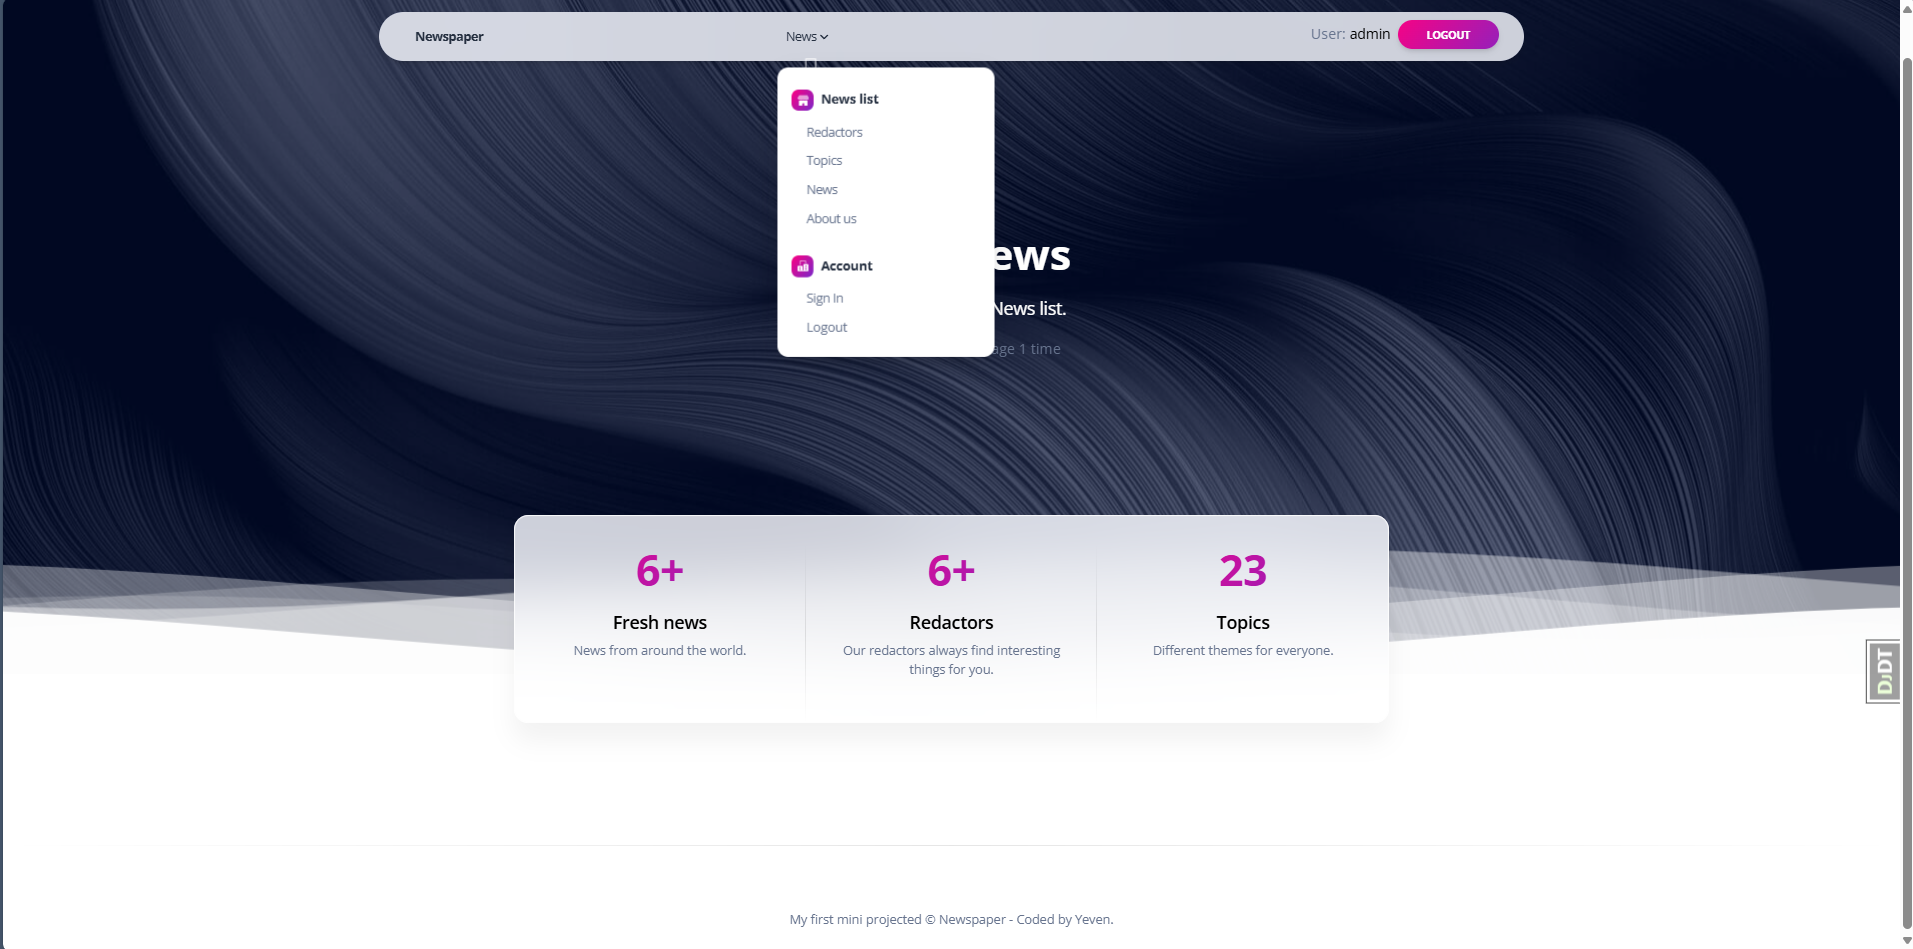 Newspaper
News
User: admin
LOGOUT
News list
Redactors
Topics
News
About us
Account
Sign In
Logout
ews
News list.
age 1 time
6+
Fresh news
News from around the world.
6+
Redactors
Our redactors always find interesting
things for you.
23
Topics
Different themes for everyone.
DJDT
My first mini projected © Newspaper - Coded by Yeven.